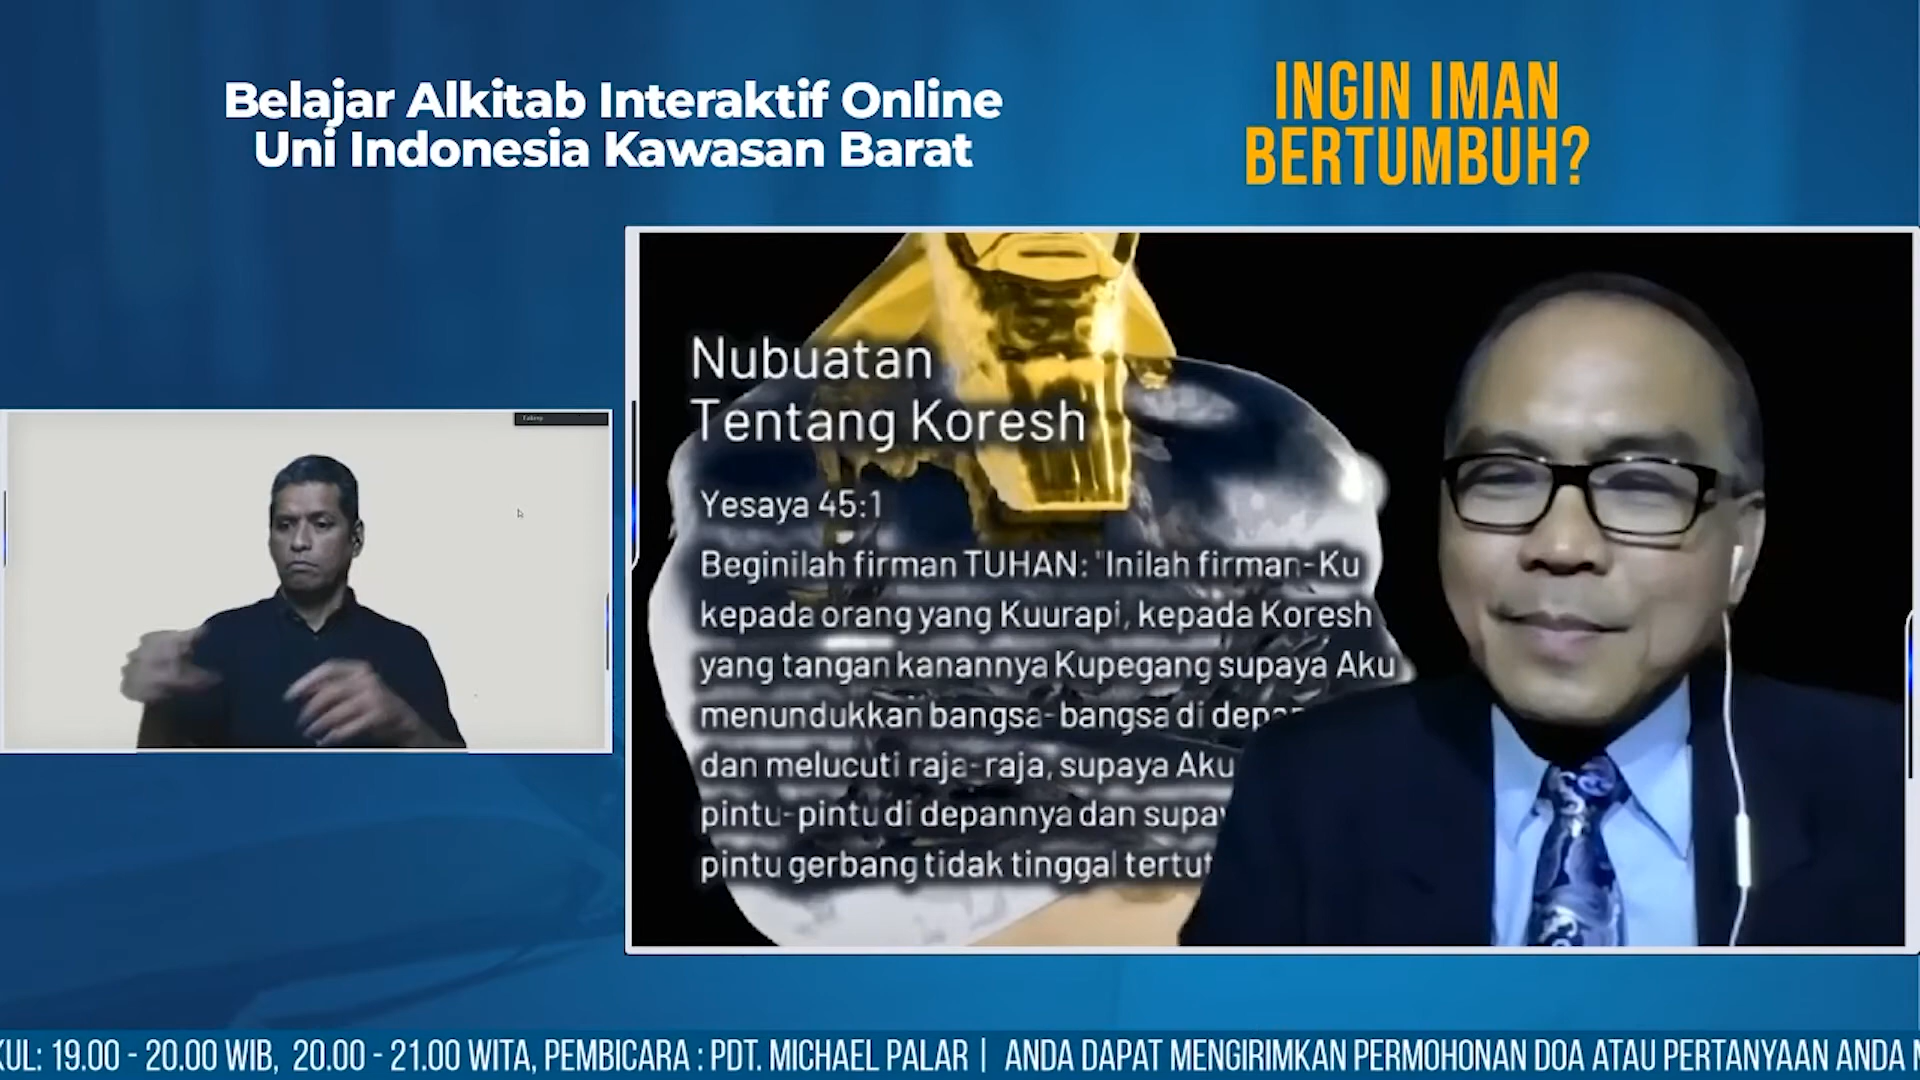 Belajar Alkitab Interaktif Online
Uni Indonesia Kawasan Barat
INGIN IMAN
BERTUMBUH?
Nubuatan
Tentang Koresh
Yesaya 45:1
Beginilah firman TUHAN: "Inilah firman-Ku
kepada orang yang Kuurapi, kepada Koresh
yang tangan kanannya Kupegang supaya Aku
menundukkan bangsa-bangsa di
dan melucuti raja-raja, supaya Aku
pintu-pintu di depannya dan
pintu gerbang tidak tinggal
19.00 - 20.00 WIB, 20.00 - 21.00 WITA, PEMBICARA : PDT. MICHAEL PALAR | ANDA DAPAT MENGIRIMKAN PERMOHONAN DOA ATAU PERTANYAAN ANDA